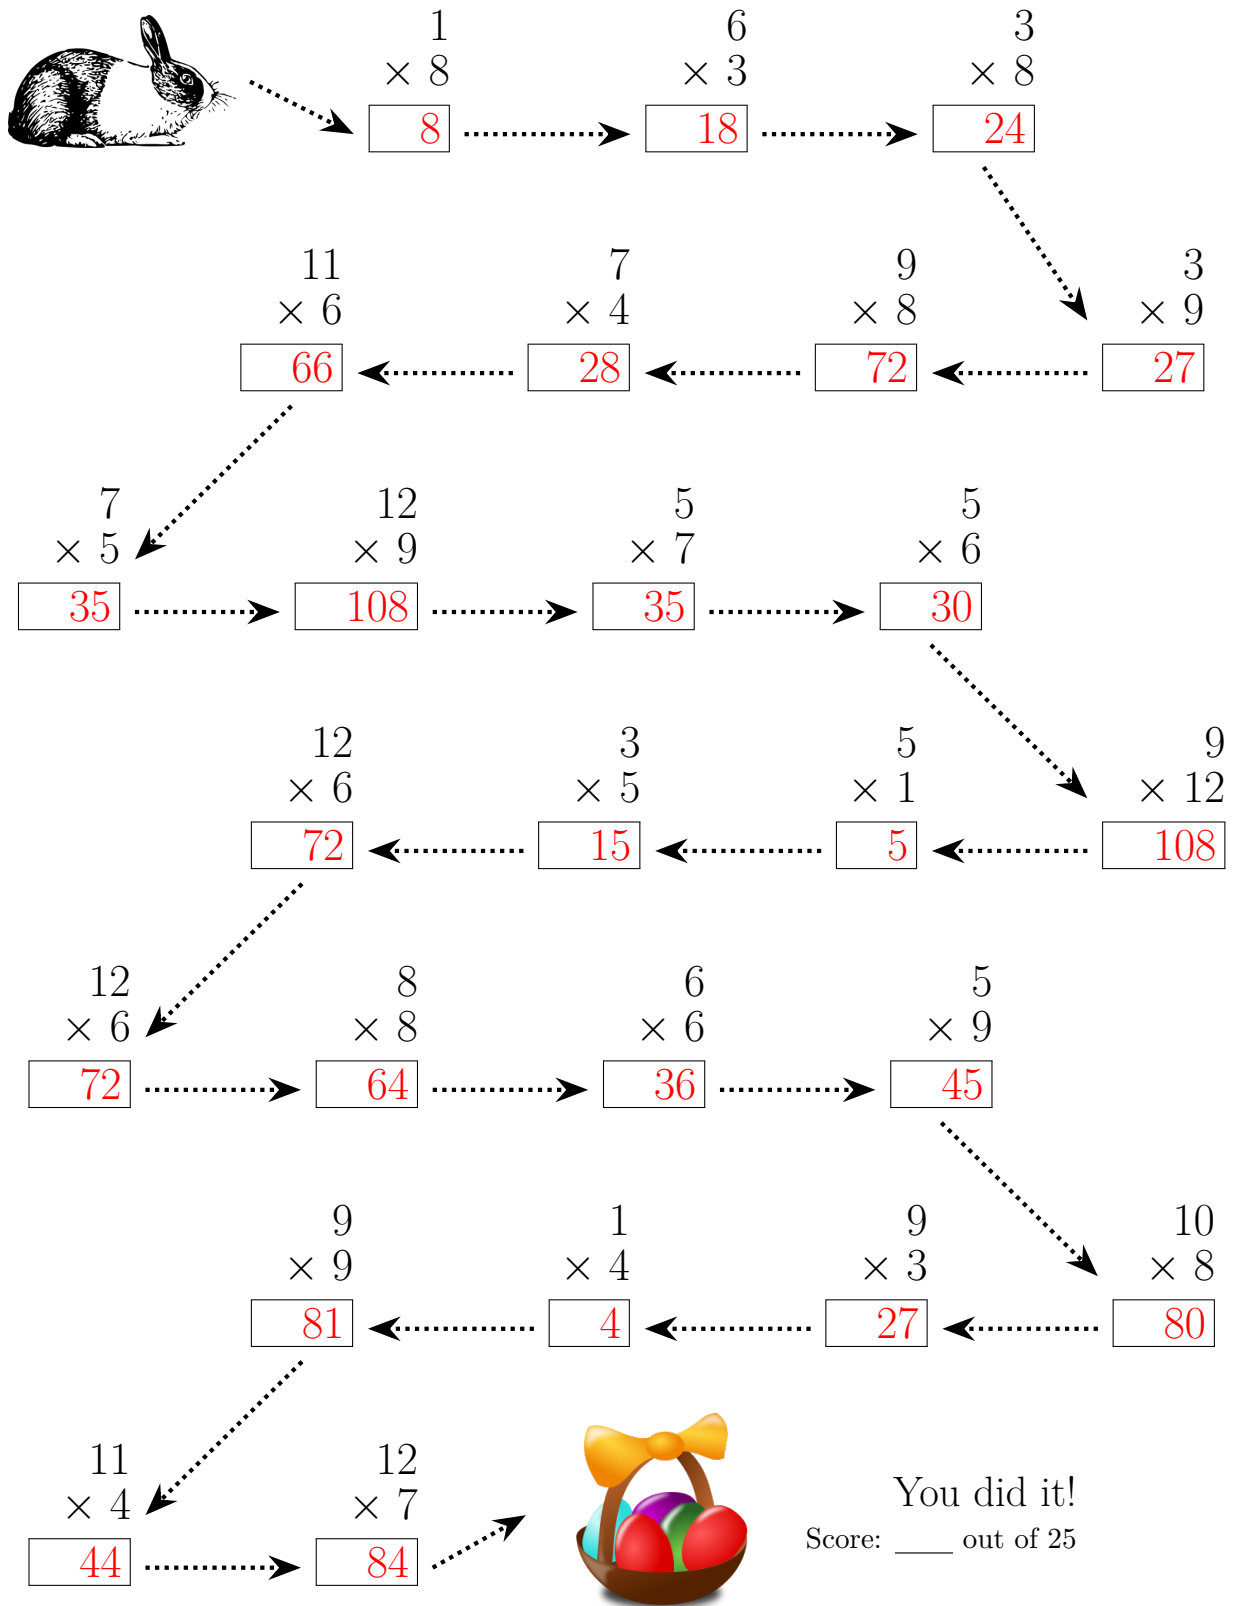 1 6 3
× 8 × 3 × 8
8 18 24
11 7 9 3
× 6 × 4 × 8 × 9
66 28 72 27
7 12 5 5
× 5 × 9 × 7 × 6
35 108 35 30
12 3 5 9
× 6 × 5 × 1 × 12
72 15 5 108
12 8 6 5
× 6 × 8 × 6 × 9
72 64 36 45
9 1 9 10
× 9 × 4 × 3 × 8
81 4 27 80
11 12
× 4 × 7
44 84
You did it!
Score: ____ out of 25